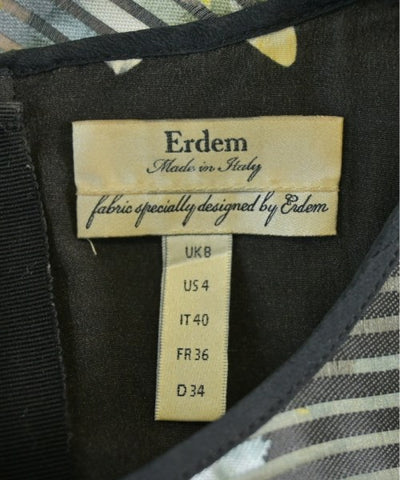 Erdem
Made in Italy
fabric specially designed by Erdem
UK8
US 4
IT 40
FR 36
D 34